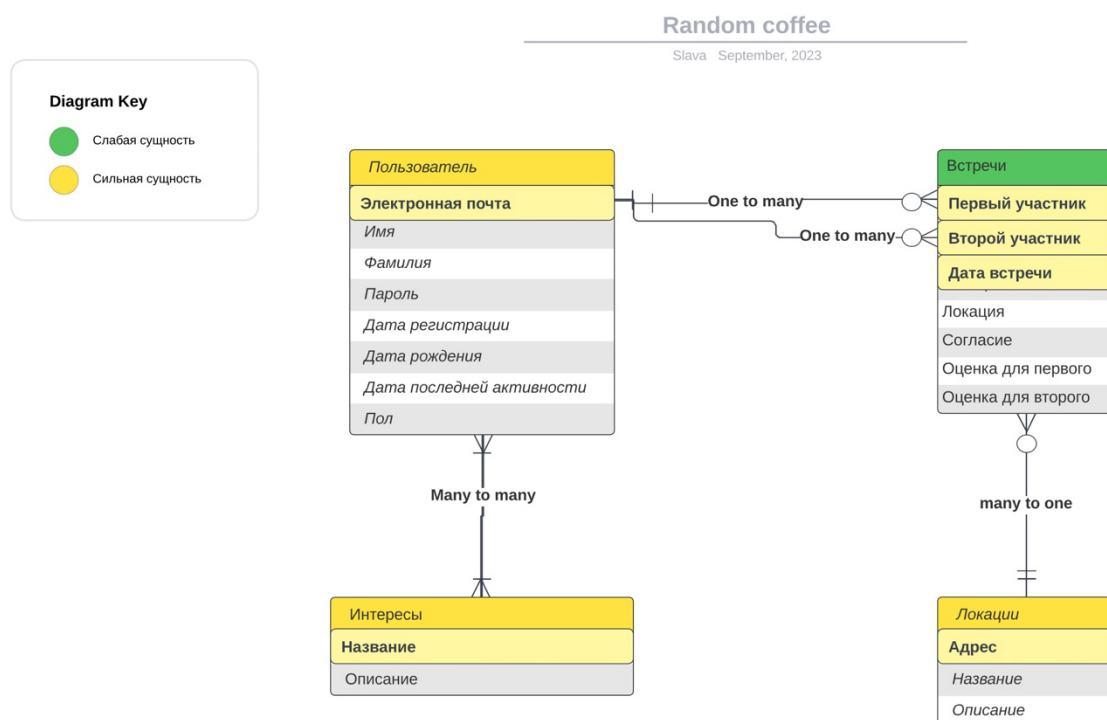 Random coffee
Slava September, 2023
Diagram Key
Слабая сущность
Сильная сущность
Пользователь
Электронная почта
Имя
Фамилия
Пароль
Дата регистрации
Дата рождения
Дата последней активности
Пол
One to many
One to many
Встречи
Первый участник
Второй участник
Дата встречи
Локация
Согласие
Оценка для первого
Оценка для второго
Many to many
many to one
Интересы
Название
Описание
Локации
Адрес
Название
Описание